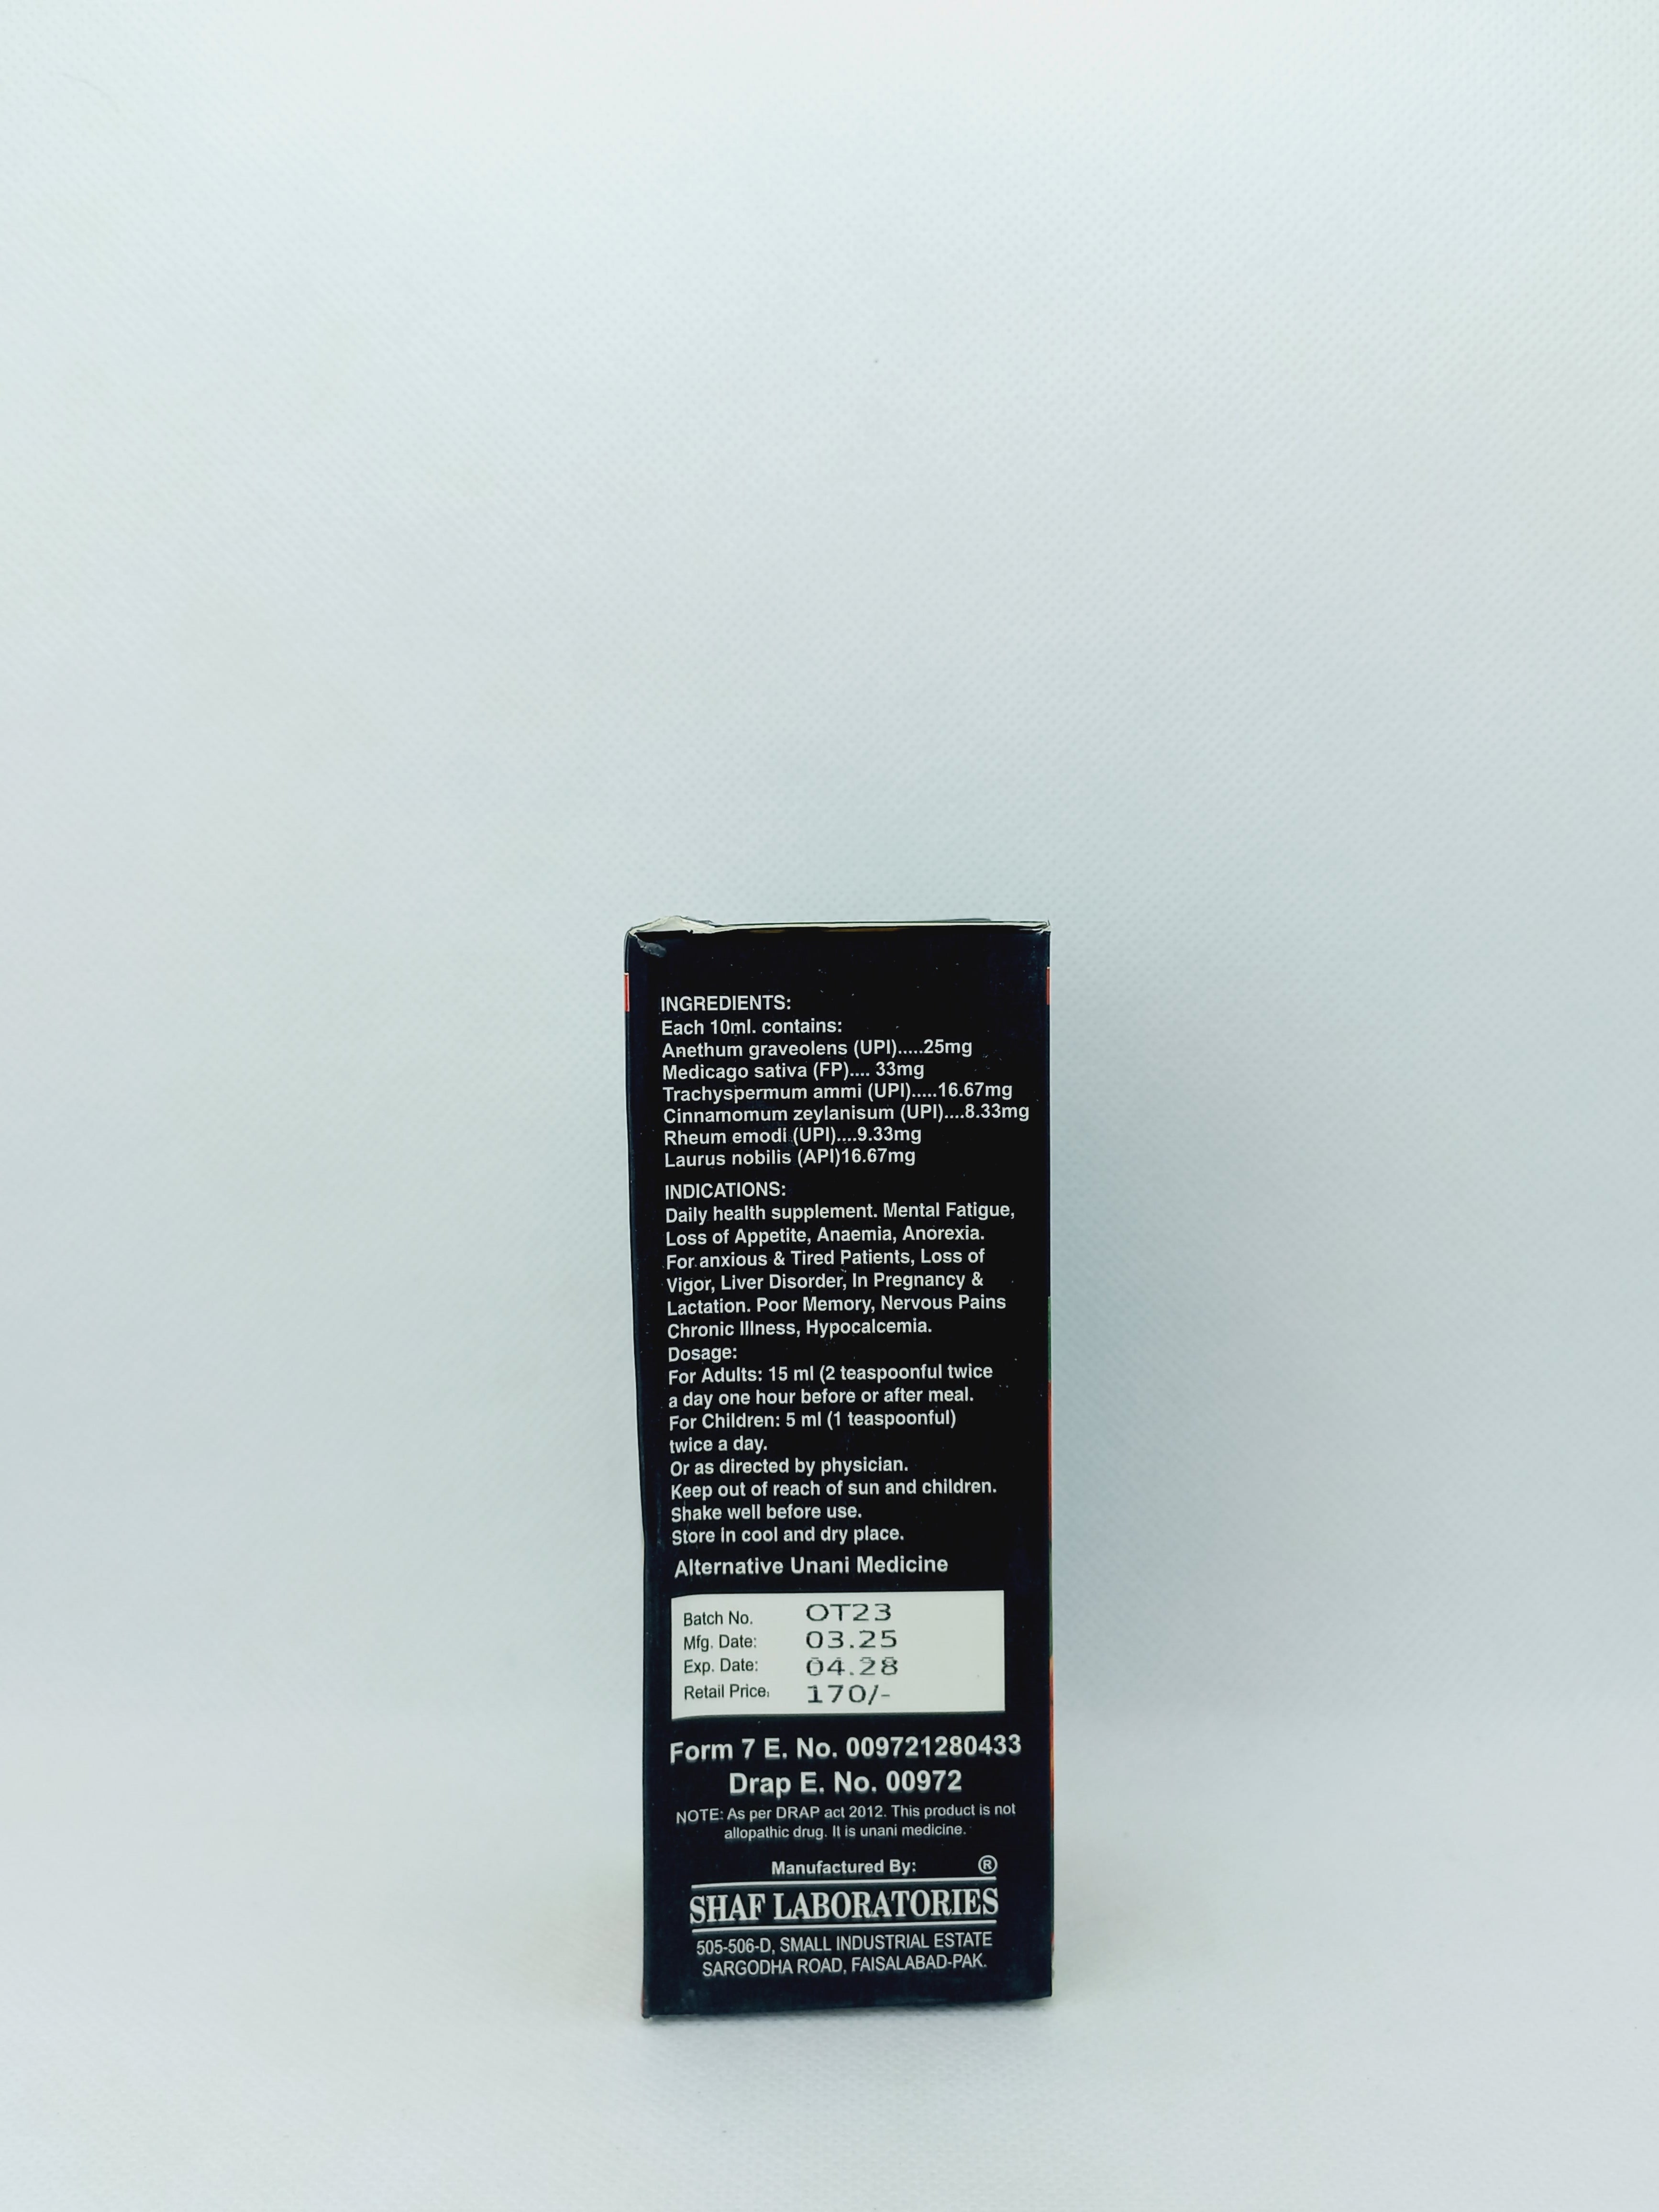 INGREDIENTS:
Each 10ml. contains:
Anethum graveolens (UPI).....25mg
Medicago sativa (FP).... 33mg
Trachyspermum ammi (UPI).....16.67mg
Cinnamomum zeylanisum (UPI)....8.33mg
Rheum emodi (UPI)....9.33mg
Laurus nobilis (API)16.67mg
INDICATIONS:
Daily health supplement. Mental Fatigue,
Loss of Appetite, Anaemia, Anorexia.
For anxious & Tired Patients, Loss of
Vigor, Liver Disorder, In Pregnancy &
Lactation. Poor Memory, Nervous Pains
Chronic Illness, Hypocalcemia.
Dosage:
For Adults: 15 ml (2 teaspoonful twice
a day one hour before or after meal.
For Children: 5 ml (1 teaspoonful)
twice a day.
Or as directed by physician.
Keep out of reach of sun and children.
Shake well before use.
Store in cool and dry place.
Alternative Unani Medicine
Batch No. OT23
Mfg. Date: 03.25
Exp. Date: 04.28
Retail Price: 170/-
Form 7 E. No. 009721280433
Drap E. No. 00972
NOTE: As per DRAP act 2012. This product is not
allopathic drug. It is unani medicine.
Manufactured By: ®
SHAF LABORATORIES
505-506-D, SMALL INDUSTRIAL ESTATE
SARGODHA ROAD, FAISALABAD-PAK.